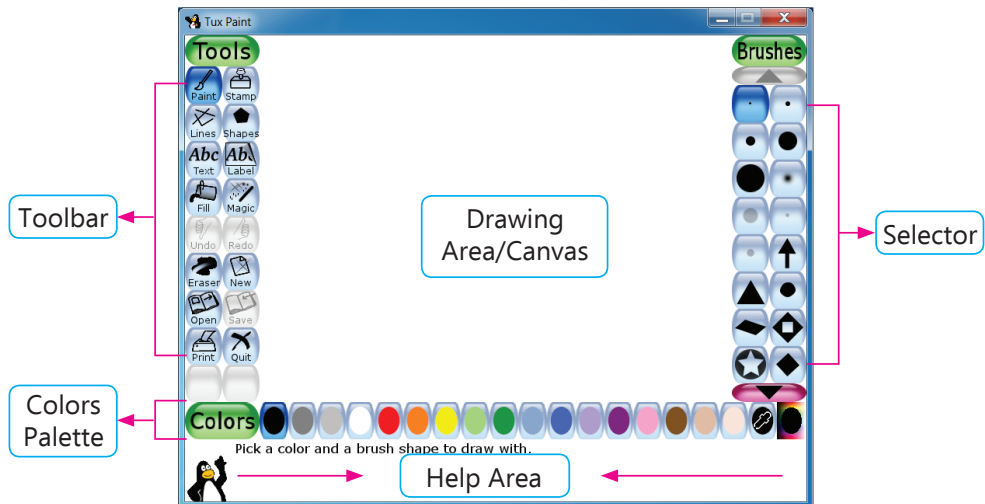 Tux Paint
Tools
Brushes
Paint Stamp
Lines Shapes
Abc Abc
Text Label
Fill Magic
Undo Redo
Eraser New
Open Save
Print Quit
Toolbar
Drawing
Area/Canvas
Selector
Colors
Palette
Colors
Pick a color and a brush shape to draw with.
Help Area